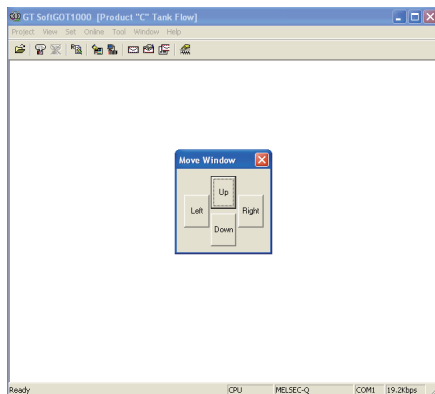 GT SoftGOT1000 [Product "C" Tank Flow]
Project View Set Online Tool Window Help
Move Window
Up
Left Right
Down
Ready CPU MELSEC-Q COM1 19.2Kbps